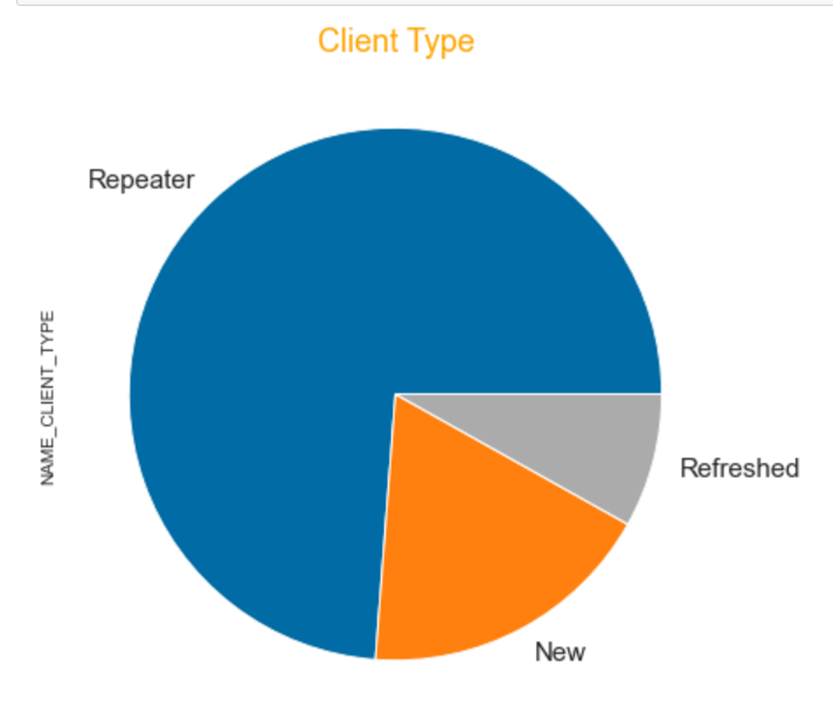 Client Type
Repeater
NAME_CLIENT_TYPE
Refreshed
New